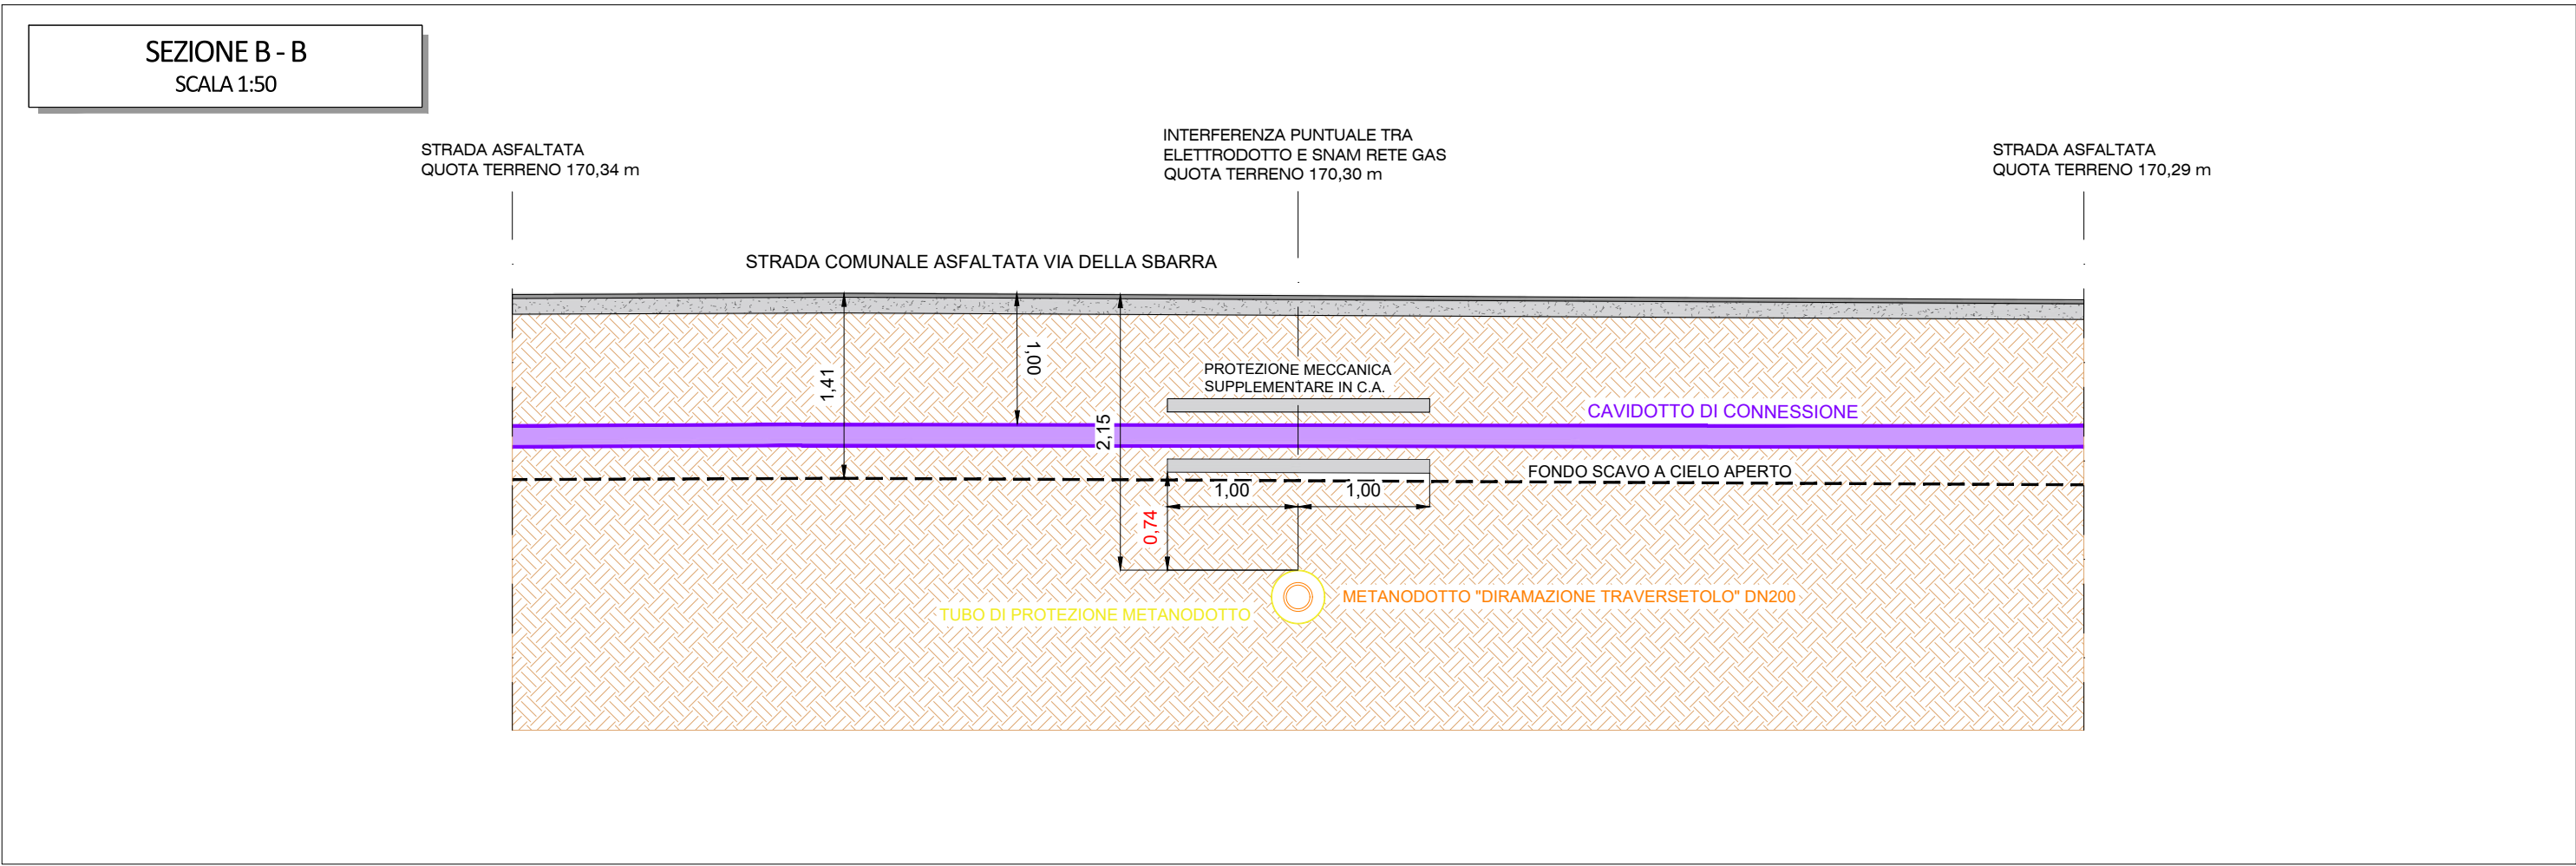 SEZIONE B - B
SCALA 1:50
STRADA ASFALTATA
QUOTA TERRENO 170,34 m
INTERFERENZA PUNTUALE TRA
ELETTRODOTTO E SNAM RETE GAS
QUOTA TERRENO 170,30 m
STRADA ASFALTATA
QUOTA TERRENO 170,29 m
STRADA COMUNALE ASFALTATA VIA DELLA SBARRA
1,41
1,00
2,15
PROTEZIONE MECCANICA
SUPPLEMENTARE IN C.A.
CAVIDOTTO DI CONNESSIONE
FONDO SCAVO A CIELO APERTO
1,00
1,00
0,74
METANODOTTO "DIRAMAZIONE TRAVERSETOLO" DN200
TUBO DI PROTEZIONE METANODOTTO